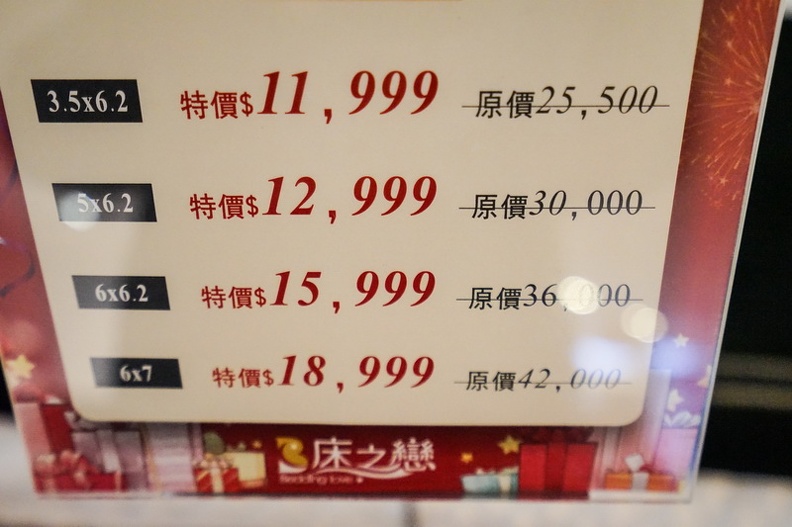 3.5x6.2 特價$11,999 原價25,500
5x6.2 特價$12,999 原價30,000
6x6.2 特價$15,999 原價36,000
6x7 特價$18,999 原價42,000
床之戀
Bedding love